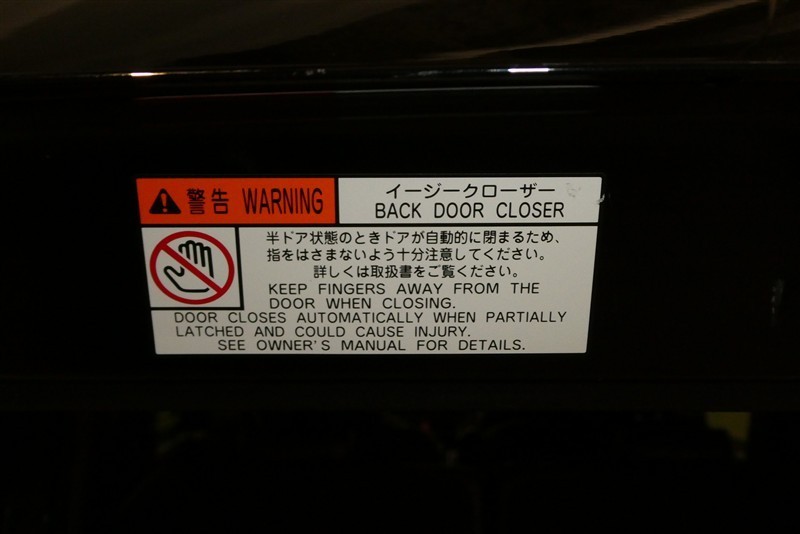 警告 WARNING
イージークローザー
BACK DOOR CLOSER
半ドア状態のときドアが自動的に閉まるため、
指をはさまないよう十分注意してください。
詳しくは取扱書をご覧ください。
KEEP FINGERS AWAY FROM THE
DOOR WHEN CLOSING.
DOOR CLOSES AUTOMATICALLY WHEN PARTIALLY
LATCHED AND COULD CAUSE INJURY.
SEE OWNER'S MANUAL FOR DETAILS.